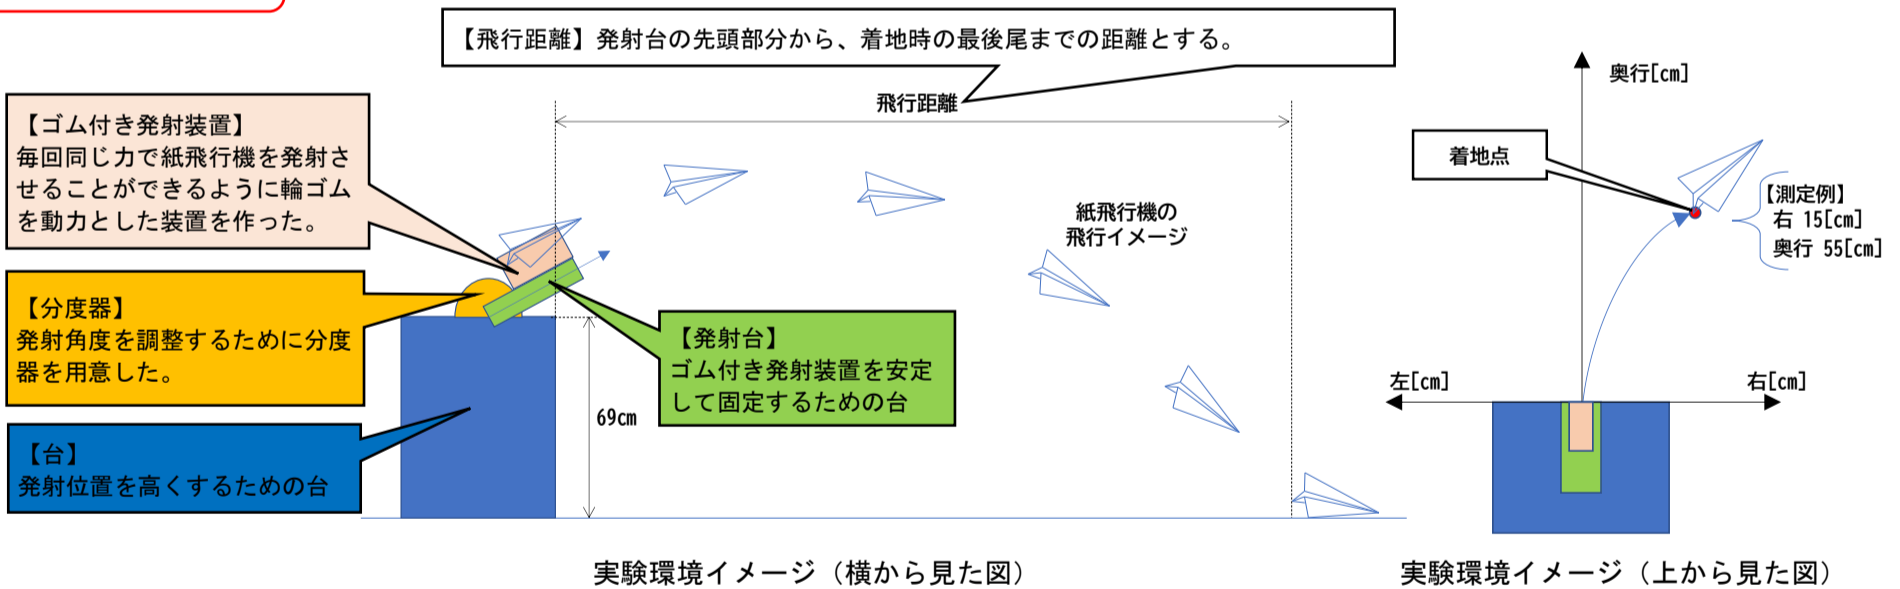 【飛行距離】発射台の先頭部分から、着地時の最後尾までの距離とする。
飛行距離
【ゴム付き発射装置】
毎回同じ力で紙飛行機を発射さ
せることができるように輪ゴム
を動力とした装置を作った。
【分度器】
発射角度を調整するために分度
器を用意した。
【台】
発射位置を高くするための台
紙飛行機の
飛行イメージ
【発射台】
ゴム付き発射装置を安定
して固定するための台
69cm
実験環境イメージ（横から見た図）
奥行[cm]
着地点
【測定例】
右 15[cm]
奥行 55[cm]
左[cm]
右[cm]
実験環境イメージ（上から見た図）